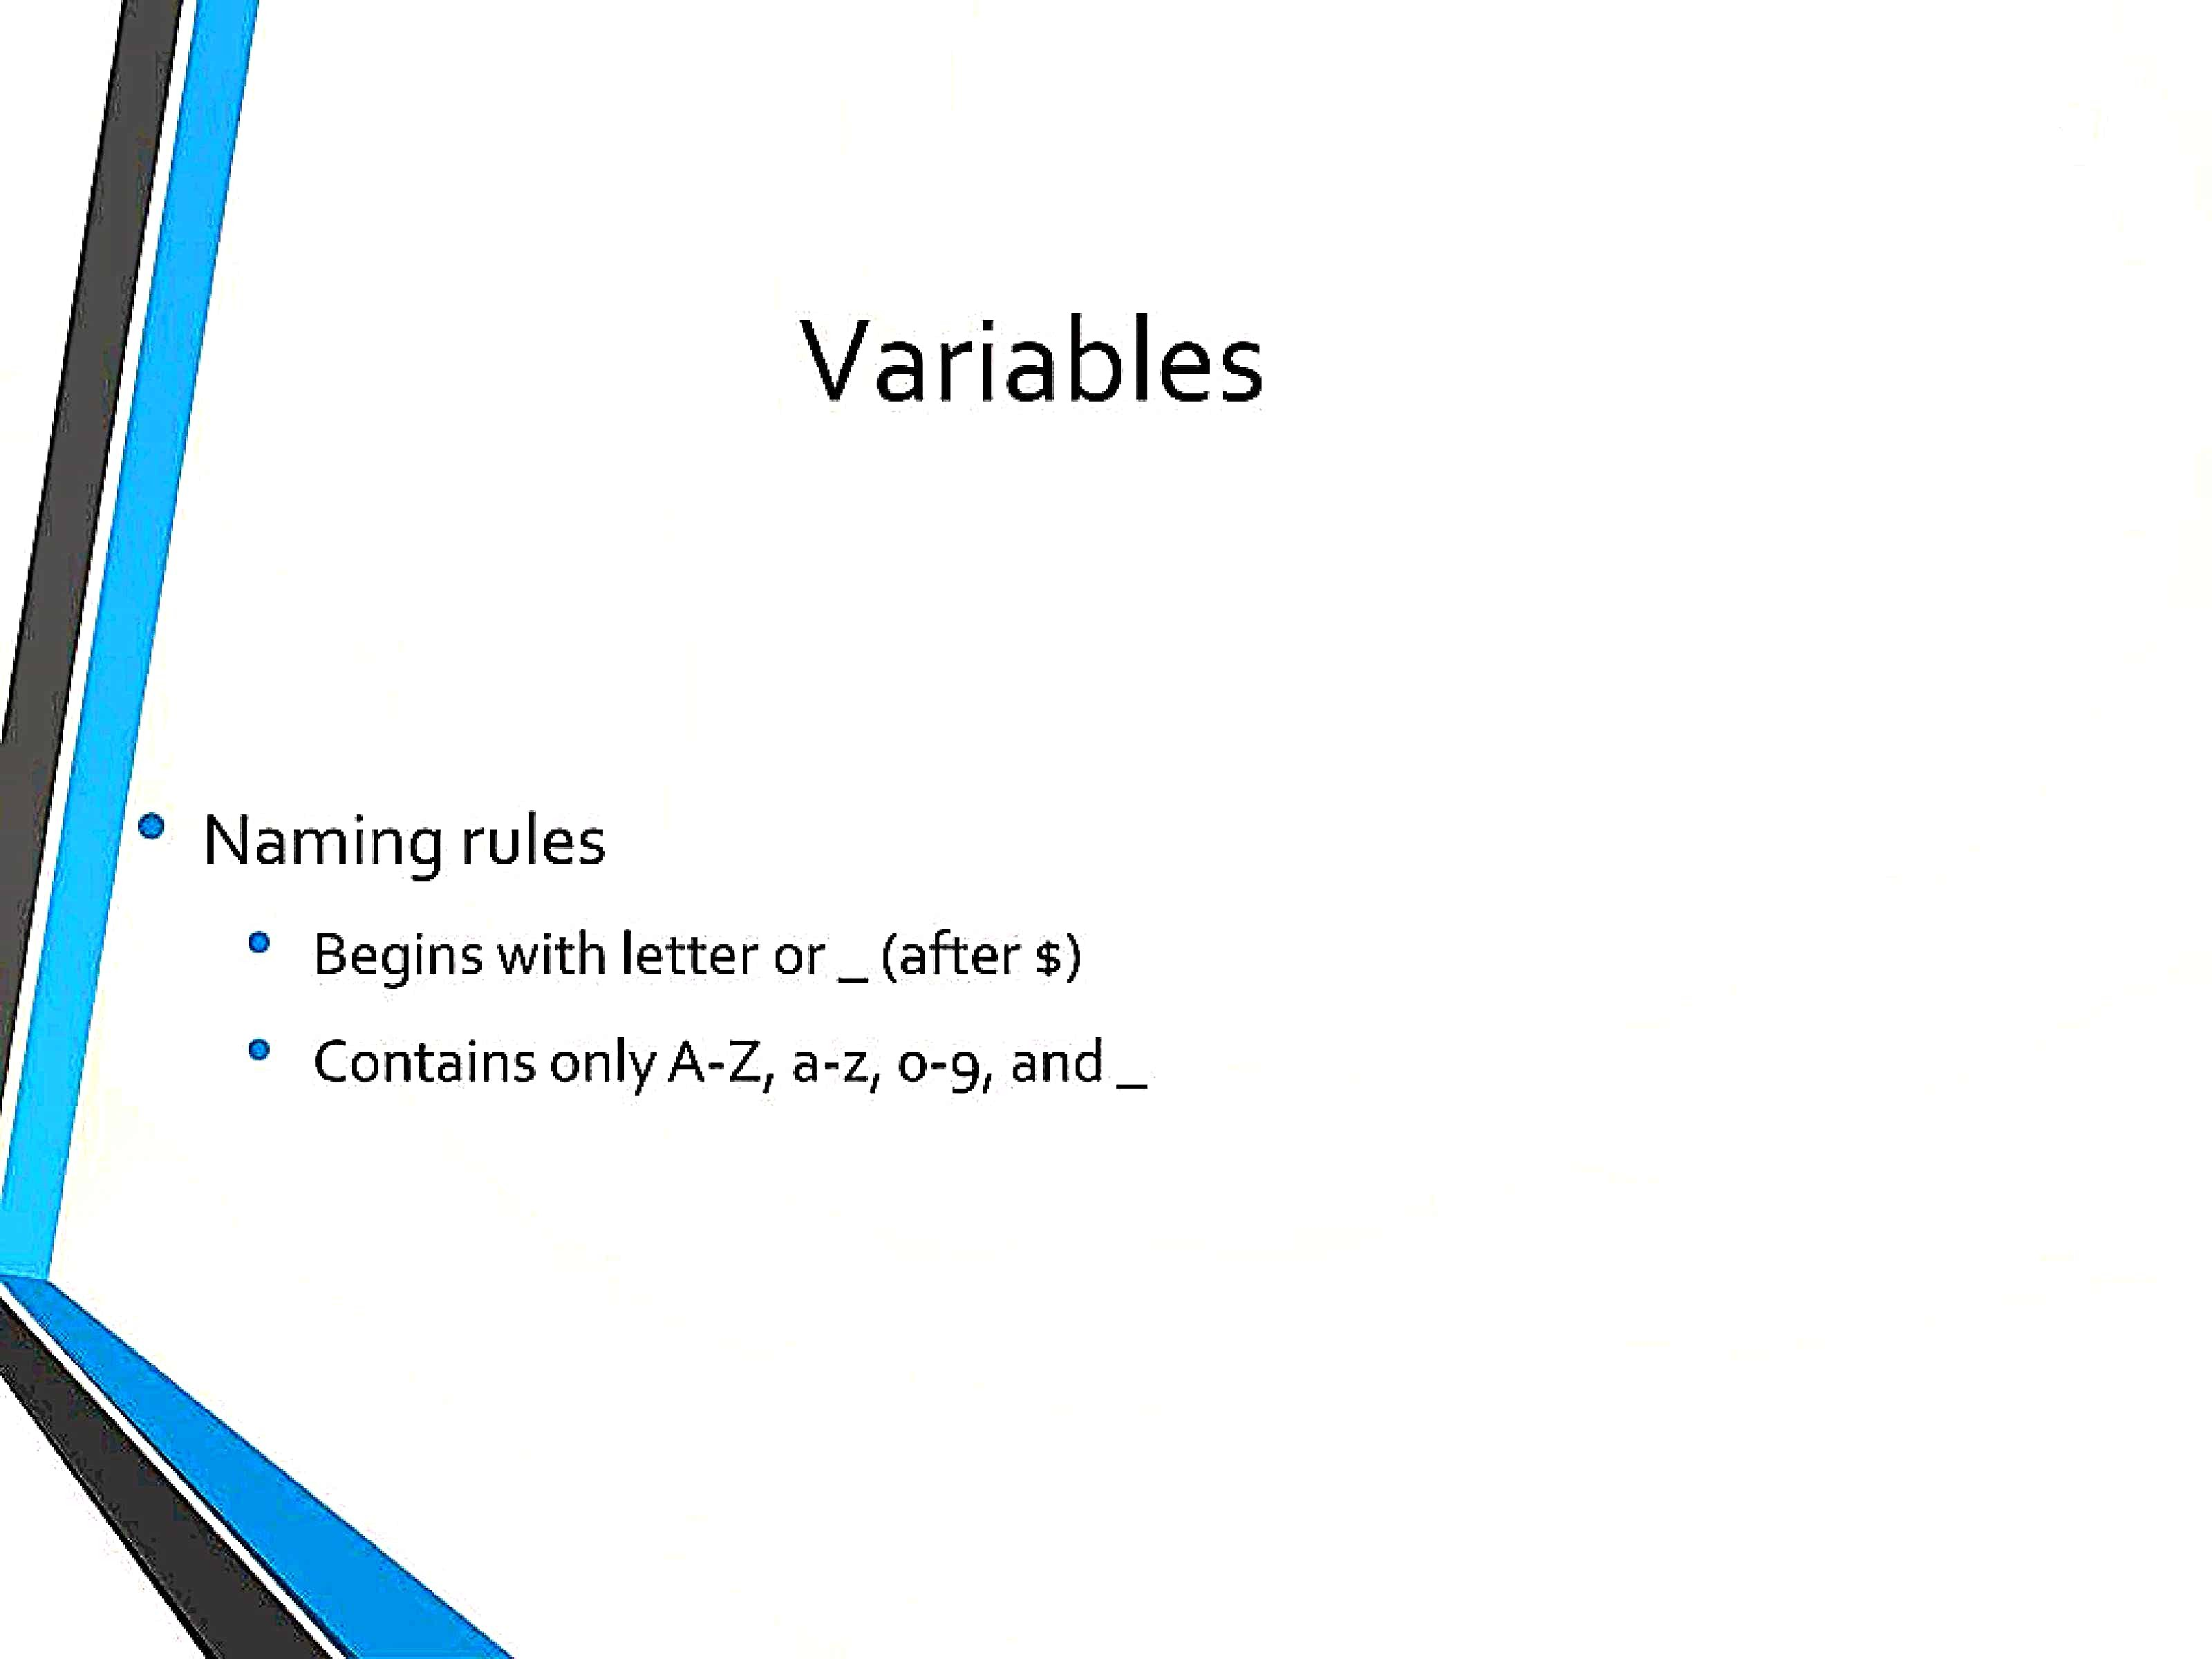 Variables
• Naming rules
• Begins with letter or _ (after $)
• Contains only A-Z, a-z, 0-9, and _